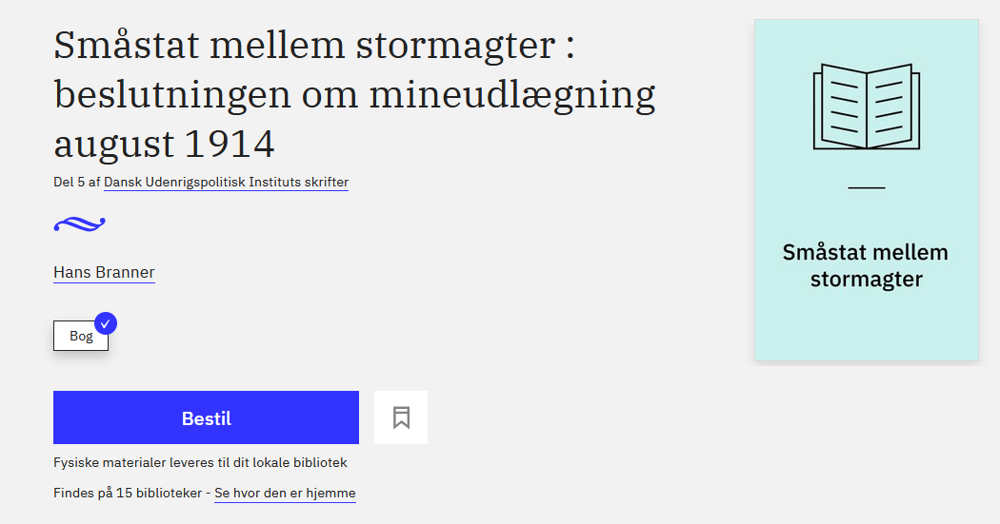 Småstat mellem stormagter :
beslutningen om mineudlægning
august 1914
Del 5 af Dansk Udenrigspolitisk Instituts skrifter
Hans Branner
Bog
Bestil
Fysiske materialer leveres til dit lokale bibliotek
Findes på 15 biblioteker - Se hvor den er hjemme
Småstat mellem
stormagter